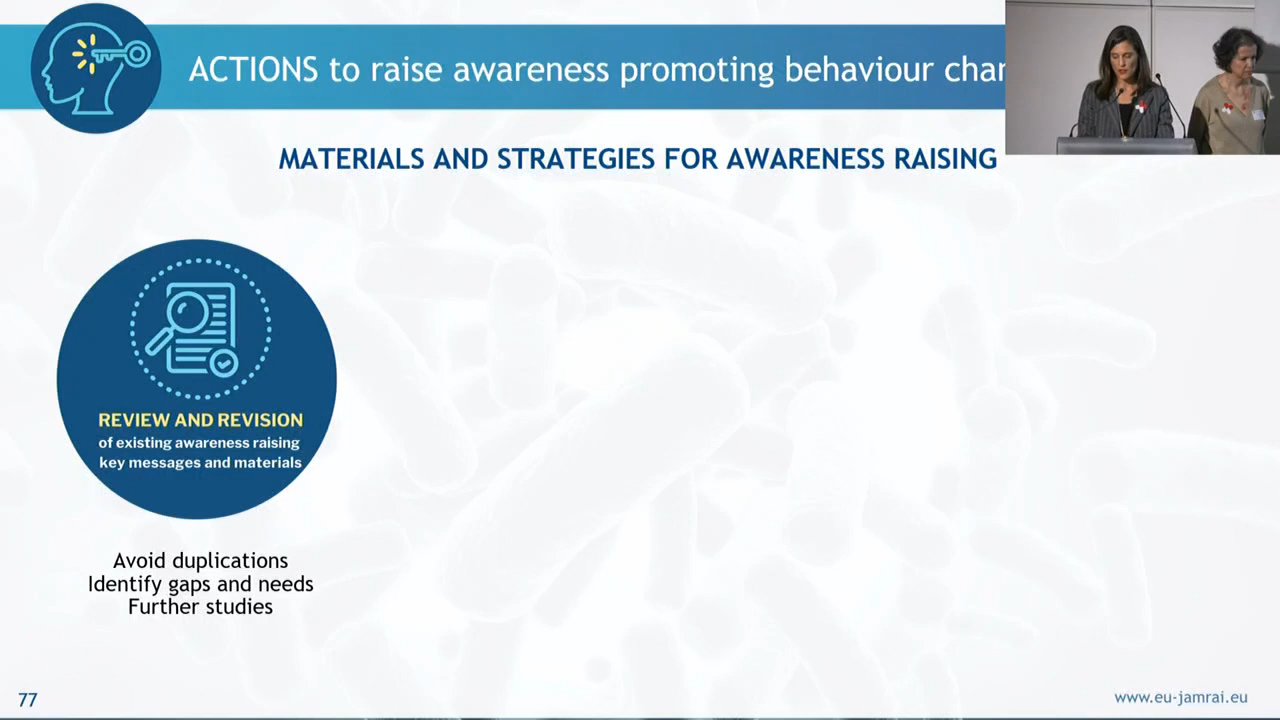 ACTIONS to raise awareness promoting behaviour
MATERIALS AND STRATEGIES FOR AWARENESS RAISING
REVIEW AND REVISION
of existing awareness raising
key messages and materials
Avoid duplications
Identify gaps and needs
Further studies
77
www.eu-jamrai.eu